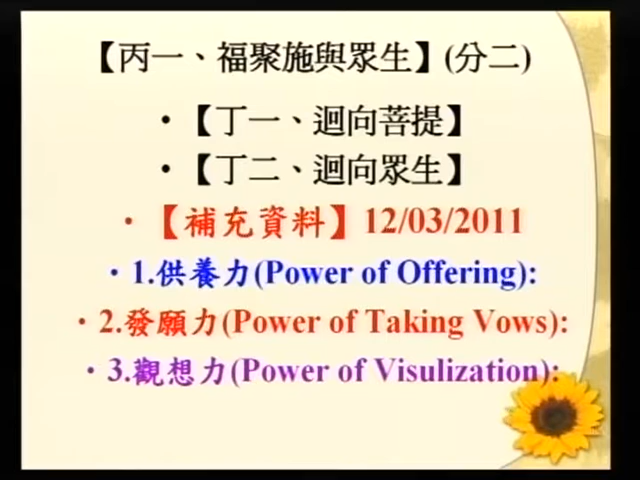 【丙一、福聚施與眾生】(分二)
•【丁一、迴向菩提】
•【丁二、迴向眾生】
•【補充資料】12/03/2011
• 1.供養力(Power of Offering):
• 2.發願力(Power of Taking Vows):
• 3.觀想力(Power of Visulization):